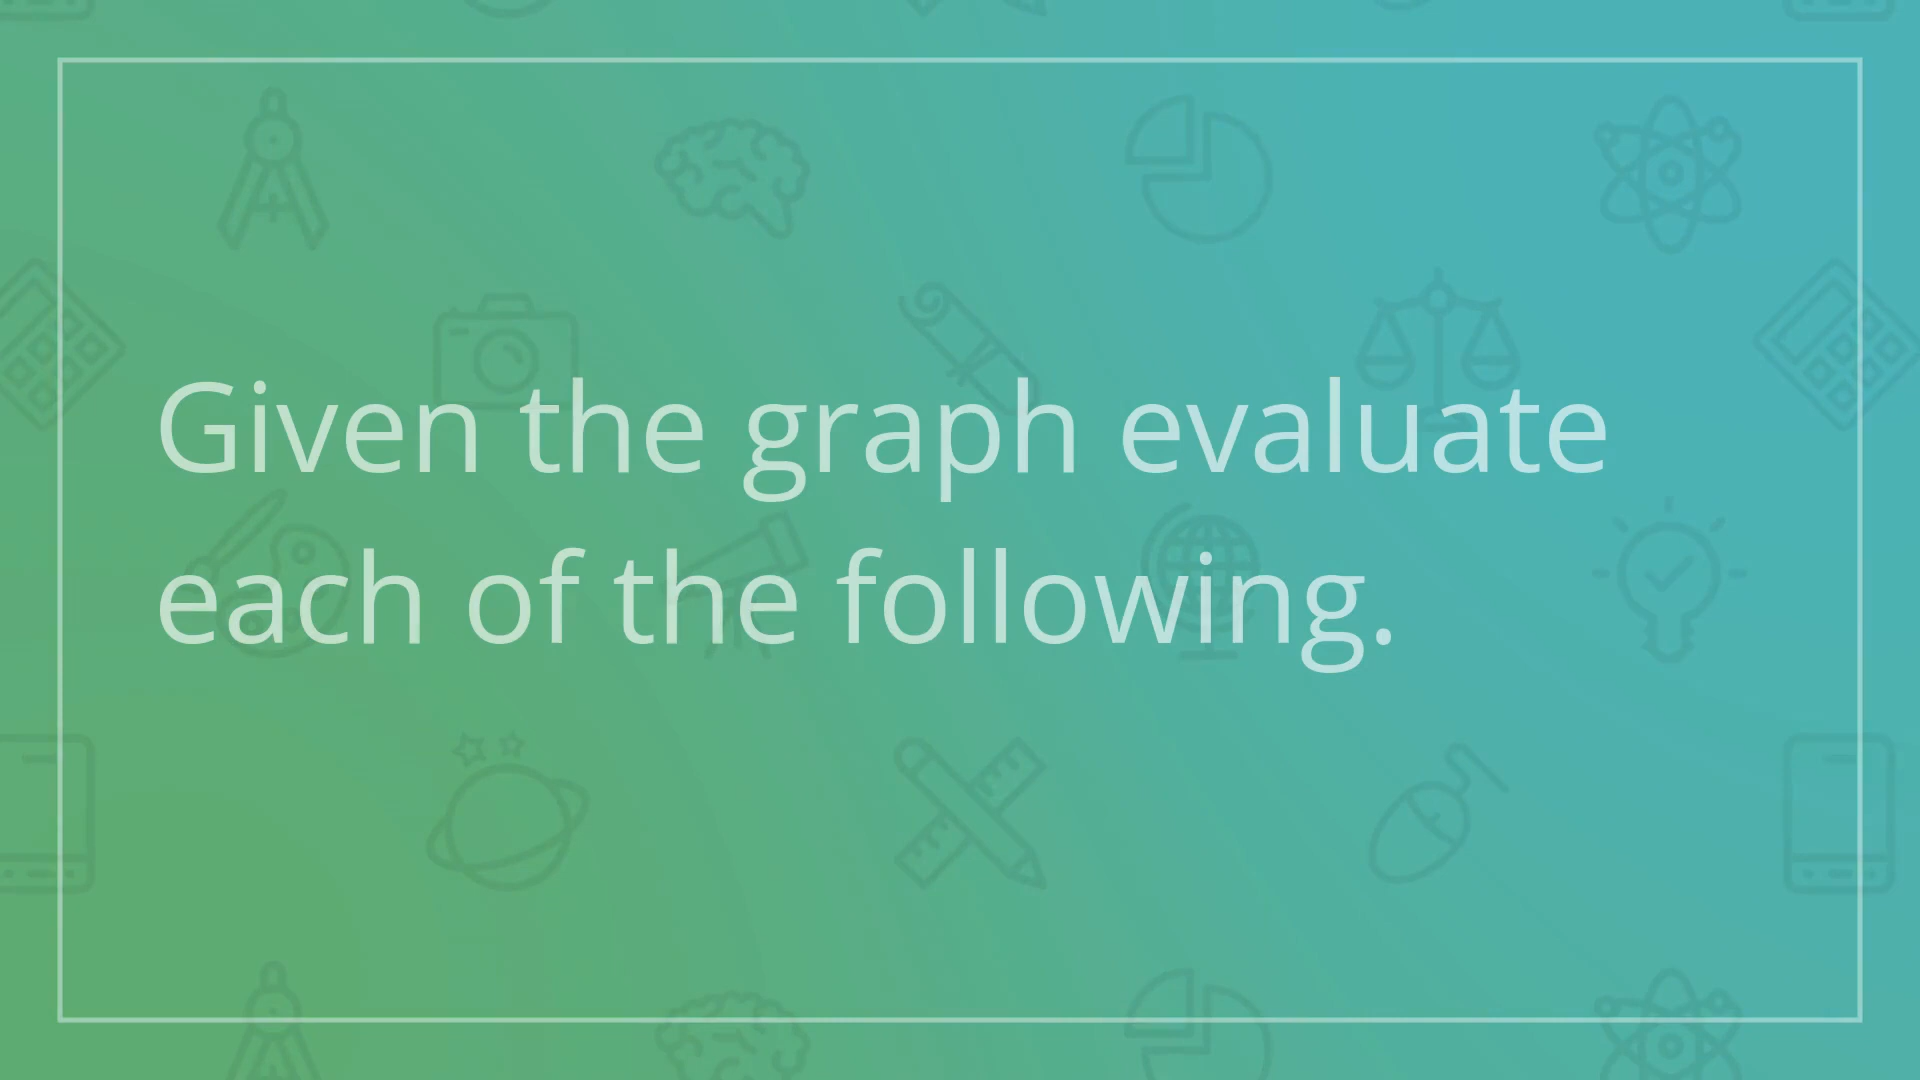 Given the graph evaluate
each of the following.